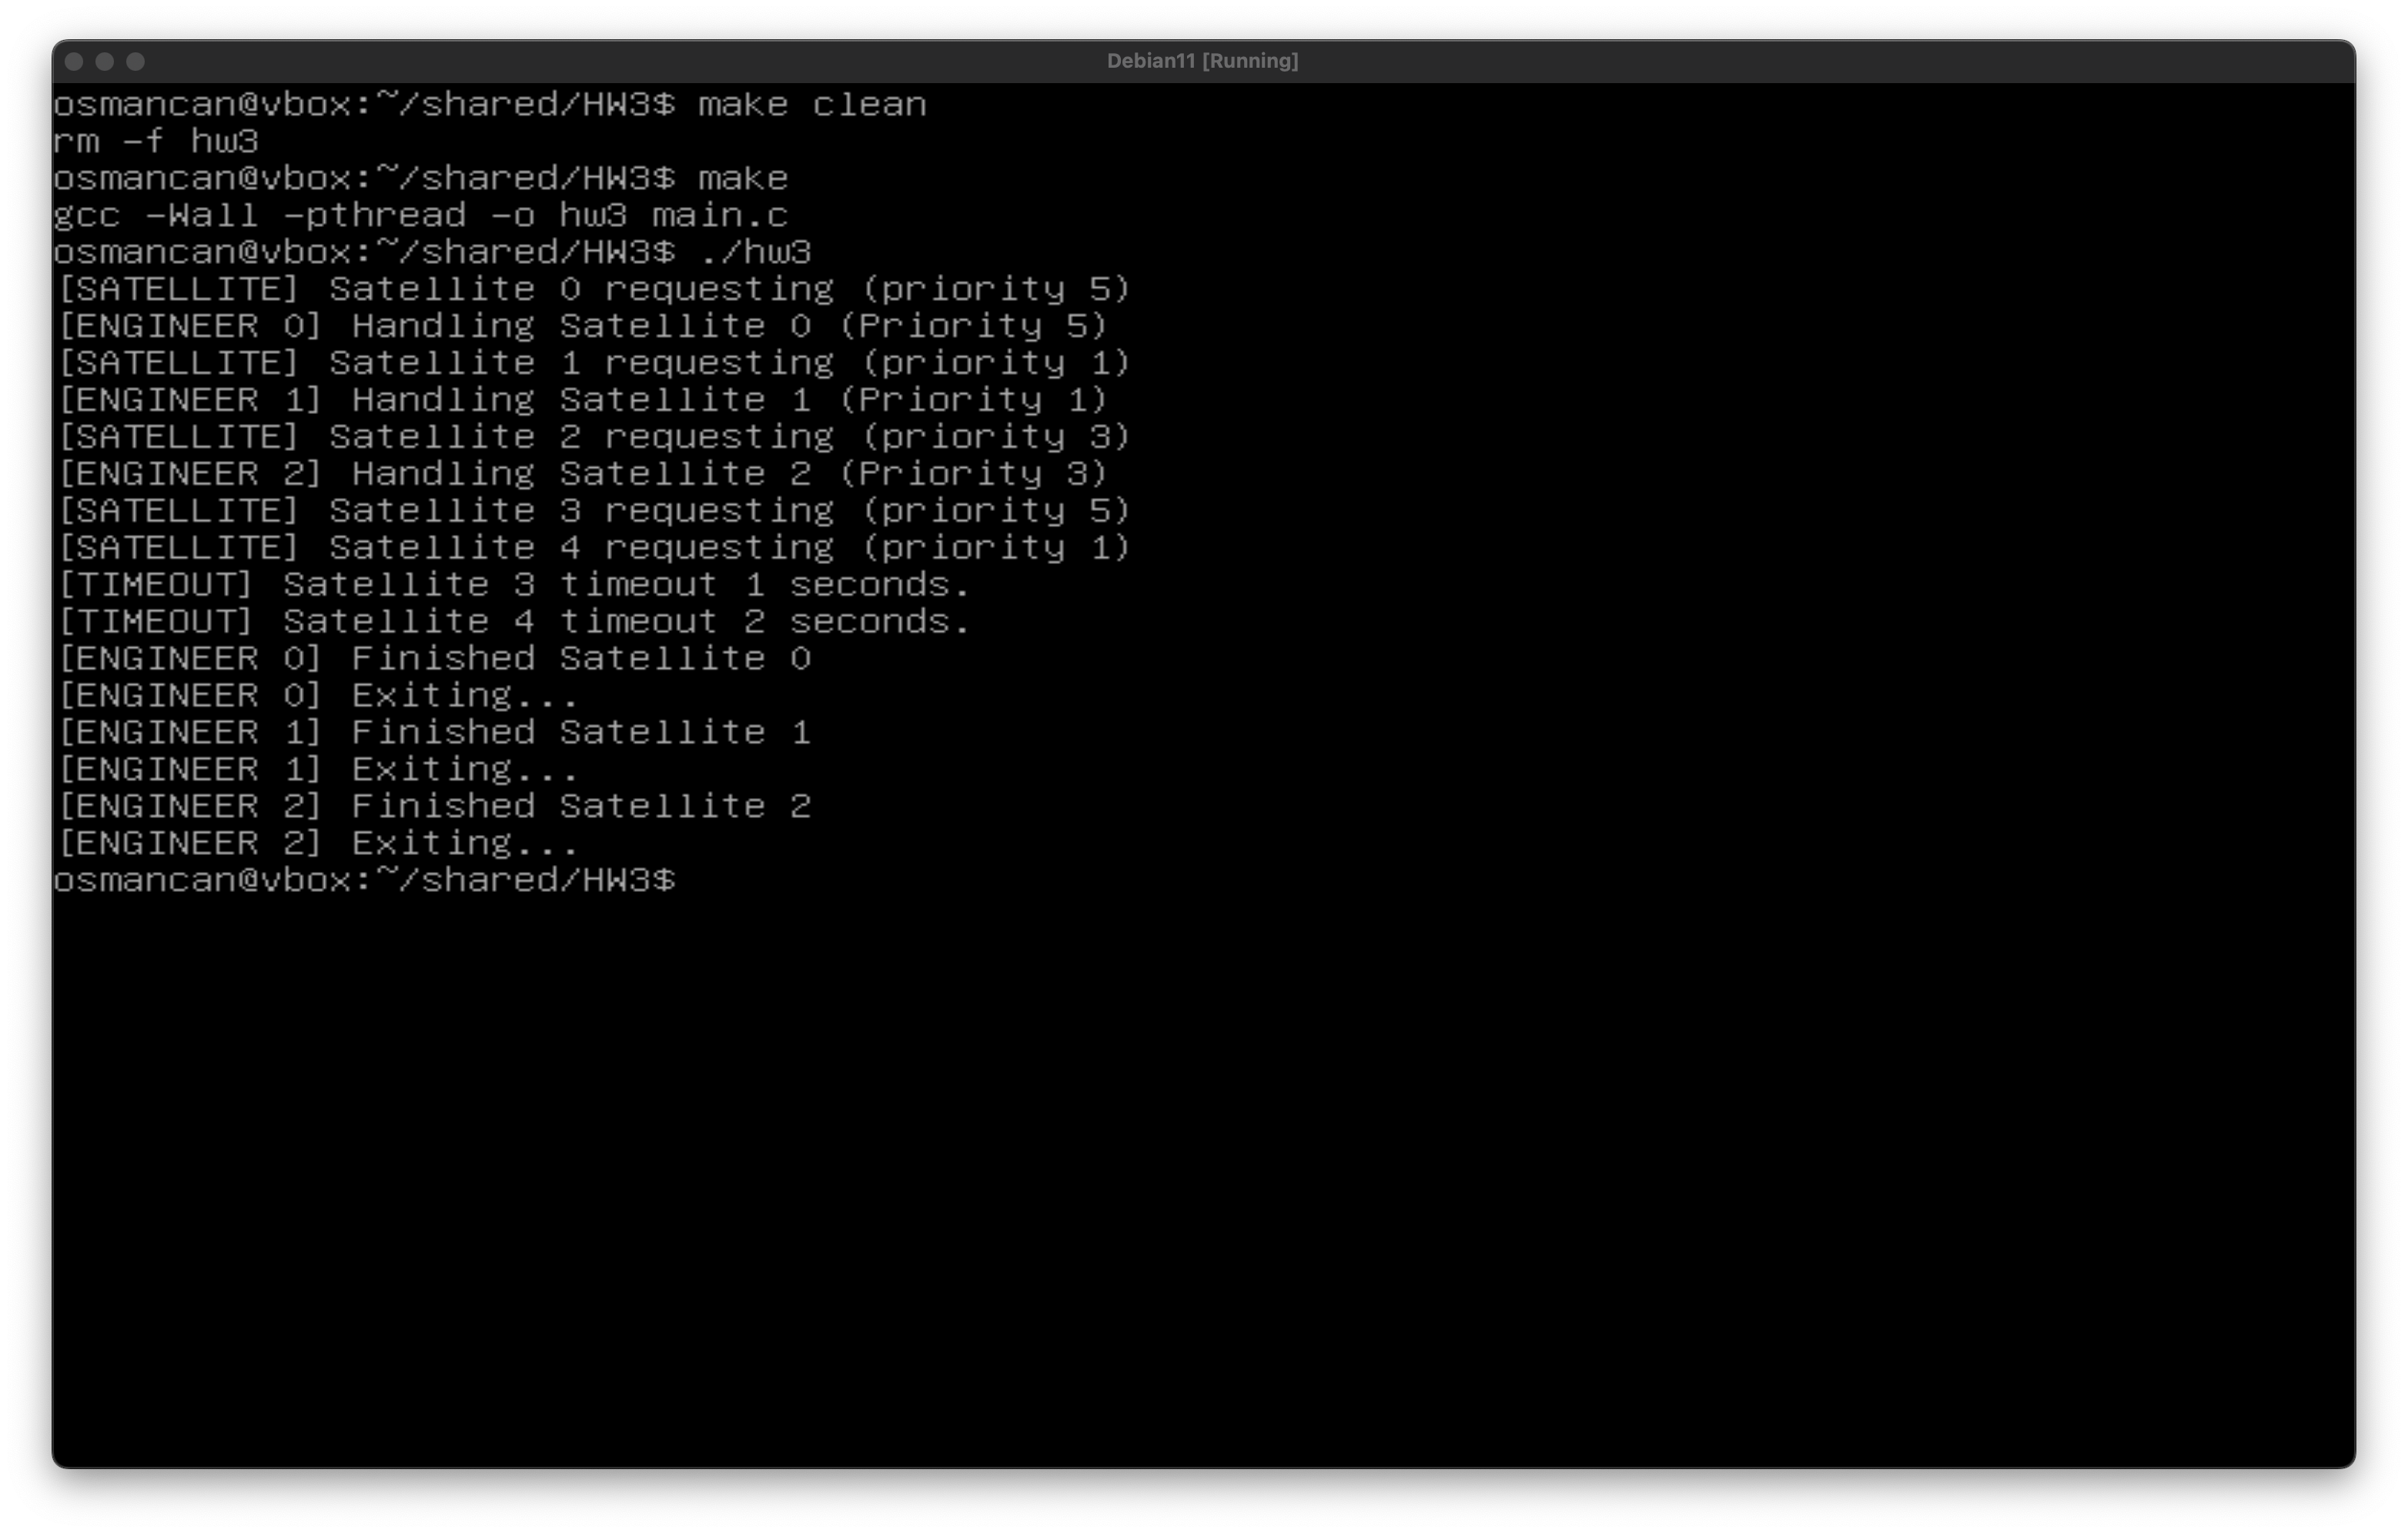 Debian11 [Running]
osmancan@vbox:~/shared/HW3$ make clean
rm -f hw3
osmancan@vbox:~/shared/HW3$ make
gcc -Wall -pthread -o hw3 main.c
osmancan@vbox:~/shared/HW3$ ./hw3
[SATELLITE] Satellite 0 requesting (priority 5)
[ENGINEER 0] Handling Satellite 0 (Priority 5)
[SATELLITE] Satellite 1 requesting (priority 1)
[ENGINEER 1] Handling Satellite 1 (Priority 1)
[SATELLITE] Satellite 2 requesting (priority 3)
[ENGINEER 2] Handling Satellite 2 (Priority 3)
[SATELLITE] Satellite 3 requesting (priority 5)
[SATELLITE] Satellite 4 requesting (priority 1)
[TIMEOUT] Satellite 3 timeout 1 seconds.
[TIMEOUT] Satellite 4 timeout 2 seconds.
[ENGINEER 0] Finished Satellite 0
[ENGINEER 0] Exiting...
[ENGINEER 1] Finished Satellite 1
[ENGINEER 1] Exiting...
[ENGINEER 2] Finished Satellite 2
[ENGINEER 2] Exiting...
osmancan@vbox:~/shared/HW3$